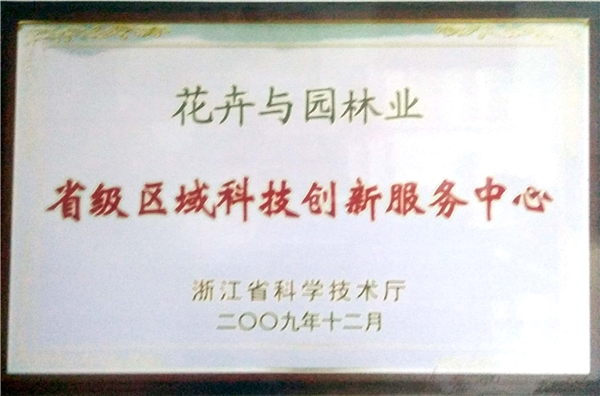 花卉与园林业
省级区域科技创新服务中心
浙江省科学技术厅
二〇〇九年十二月